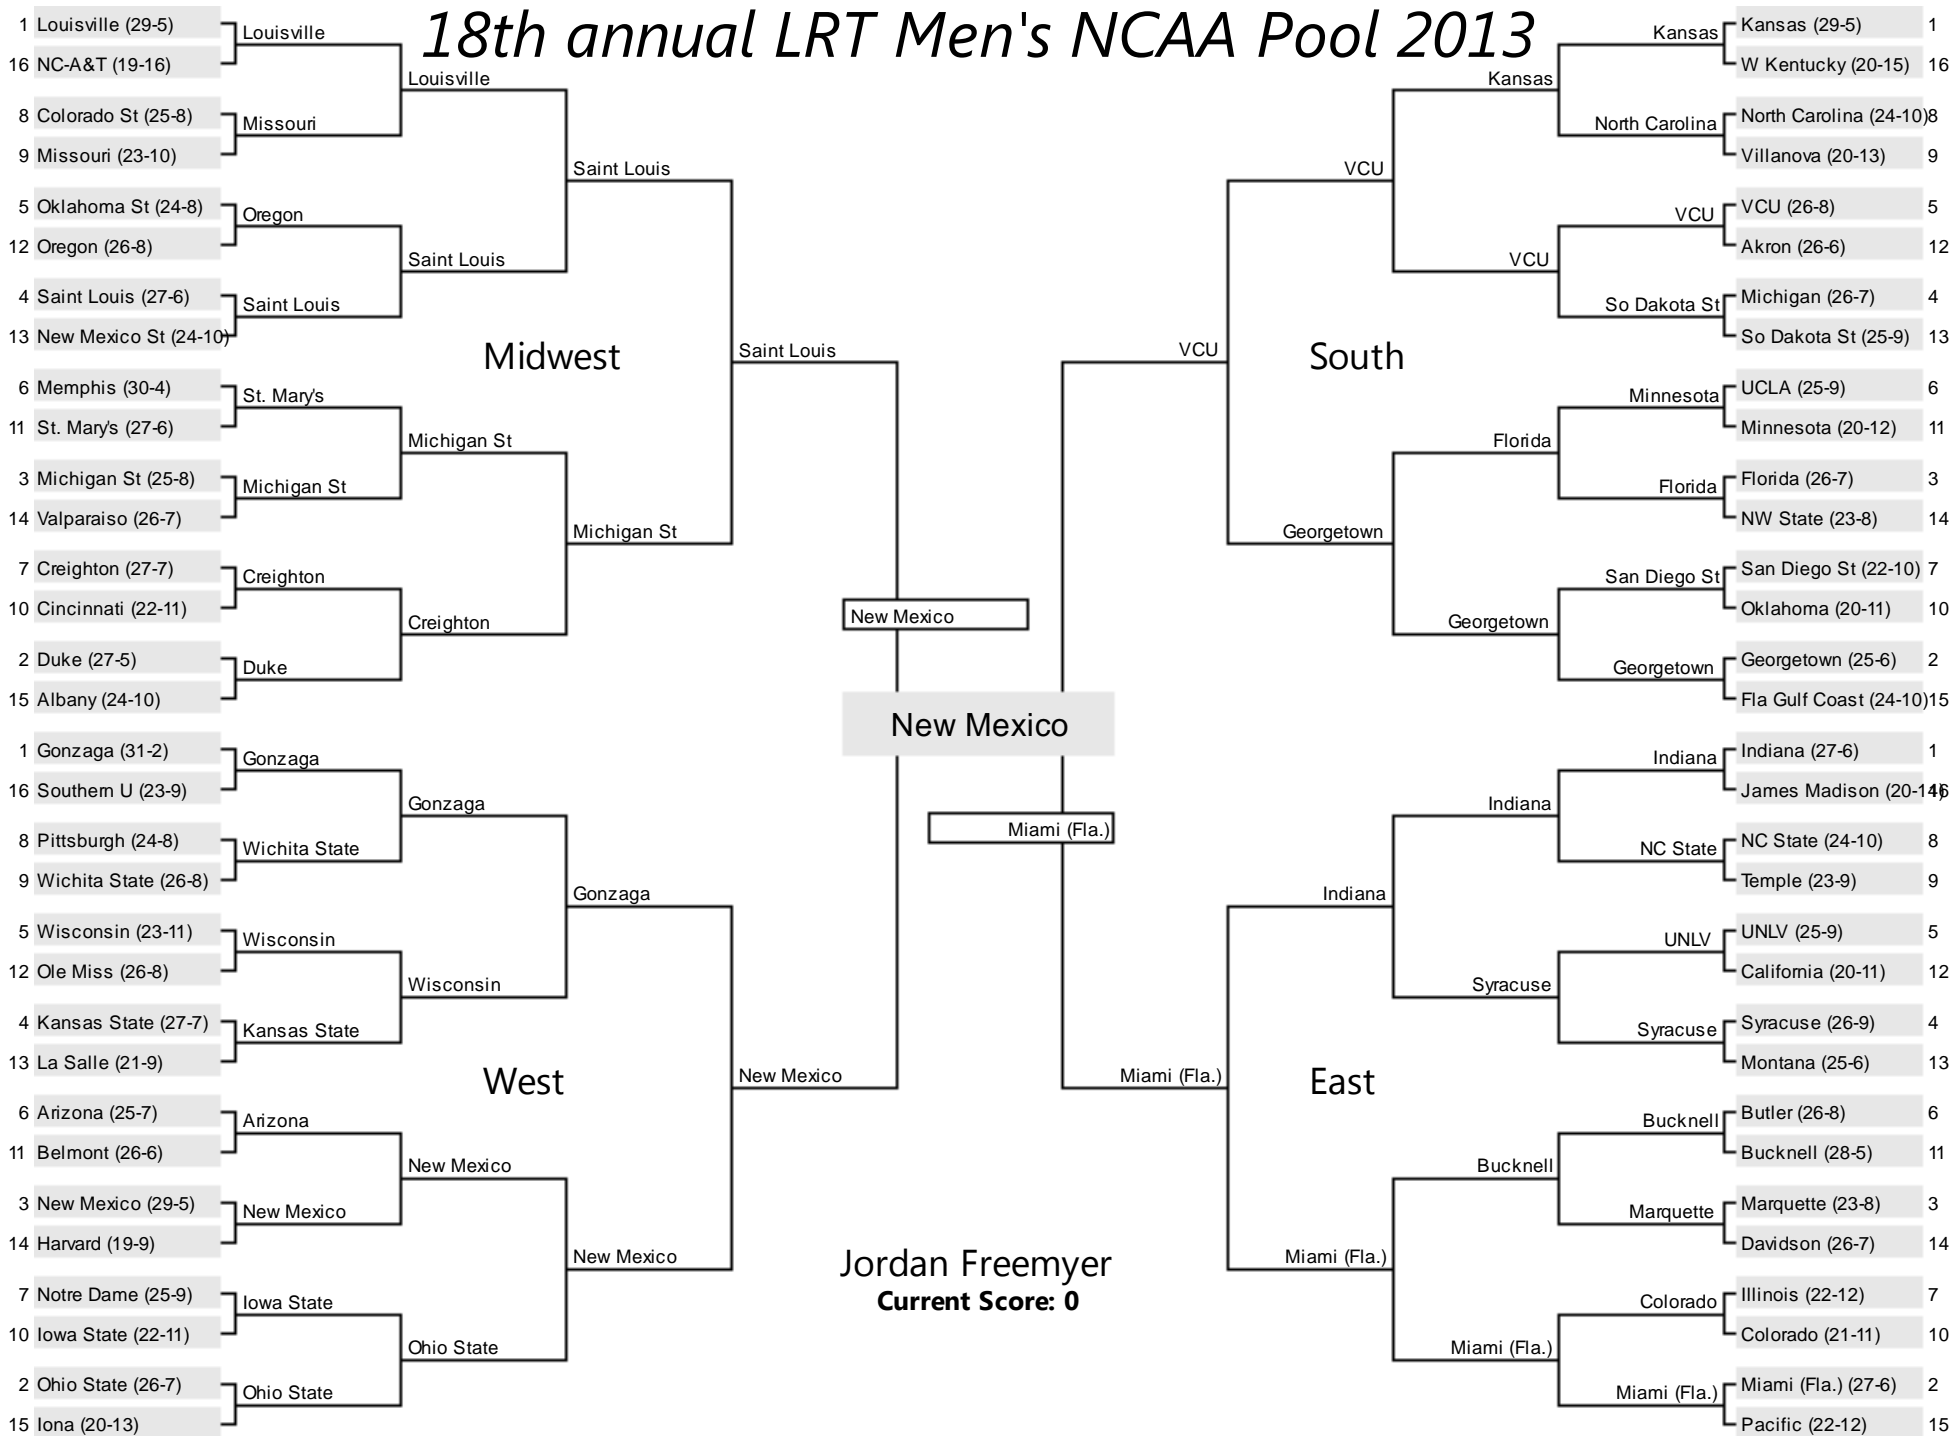 18th annual LRT Men's NCAA Pool 2013
1 Louisville (29-5)
16 NC-A&T (19-16)
8 Colorado St (25-8)
9 Missouri (23-10)
5 Oklahoma St (24-8)
12 Oregon (26-8)
4 Saint Louis (27-6)
13 New Mexico St (24-10)
6 Memphis (30-4)
11 St. Mary's (27-6)
3 Michigan St (25-8)
14 Valparaiso (26-7)
7 Creighton (27-7)
10 Cincinnati (22-11)
2 Duke (27-5)
15 Albany (24-10)
Louisville
Missouri
Oregon
Saint Louis
St. Mary's
Michigan St
Creighton
Duke
Louisville
Saint Louis
Michigan St
Creighton
Saint Louis
Michigan St
Saint Louis
Midwest
1 Gonzaga (31-2)
16 Southern U (23-9)
8 Pittsburgh (24-8)
9 Wichita State (26-8)
5 Wisconsin (23-11)
12 Ole Miss (26-8)
4 Kansas State (27-7)
13 La Salle (21-9)
6 Arizona (25-7)
11 Belmont (26-6)
3 New Mexico (29-5)
14 Harvard (19-9)
7 Notre Dame (25-9)
10 Iowa State (22-11)
2 Ohio State (26-7)
15 Iona (20-13)
Gonzaga
Wichita State
Wisconsin
Kansas State
Arizona
New Mexico
Iowa State
Ohio State
Gonzaga
Wisconsin
New Mexico
Ohio State
Gonzaga
New Mexico
New Mexico
West
New Mexico
New Mexico
Miami (Fla.)
Jordan Freemyer
Current Score: 0
Kansas (29-5) 1
W Kentucky (20-15) 16
North Carolina (24-10) 8
Villanova (20-13) 9
VCU (26-8) 5
Akron (26-6) 12
Michigan (26-7) 4
So Dakota St (25-9) 13
UCLA (25-9) 6
Minnesota (20-12) 11
Florida (26-7) 3
NW State (23-8) 14
San Diego St (22-10) 7
Oklahoma (20-11) 10
Georgetown (25-6) 2
Fla Gulf Coast (24-10) 15
Kansas
North Carolina
VCU
So Dakota St
Minnesota
Florida
San Diego St
Georgetown
Kansas
VCU
Florida
Georgetown
VCU
Georgetown
VCU
South
Indiana (27-6) 1
James Madison (20-14) 16
NC State (24-10) 8
Temple (23-9) 9
UNLV (25-9) 5
California (20-11) 12
Syracuse (26-9) 4
Montana (25-6) 13
Butler (26-8) 6
Bucknell (28-5) 11
Marquette (23-8) 3
Davidson (26-7) 14
Illinois (22-12) 7
Colorado (21-11) 10
Miami (Fla.) (27-6) 2
Pacific (22-12) 15
Indiana
NC State
UNLV
Syracuse
Bucknell
Marquette
Colorado
Miami (Fla.)
Indiana
Syracuse
Bucknell
Miami (Fla.)
Indiana
Miami (Fla.)
Miami (Fla.)
East